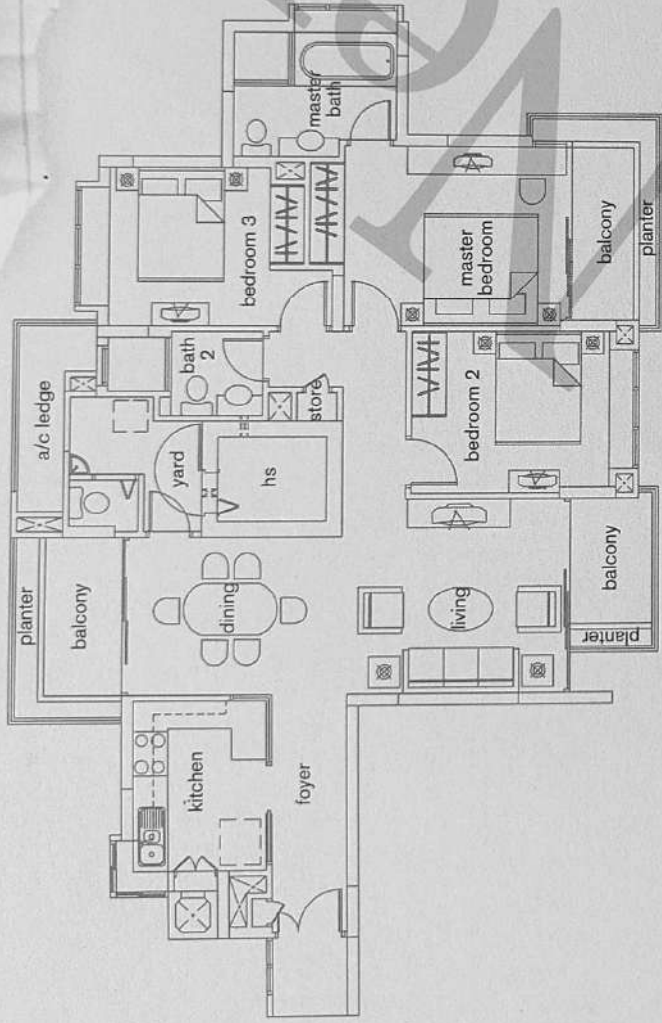 a/c ledge
planter
balcony
yard
bath
2
bedroom 3
master
bath
hs
store
dining
kitchen
foyer
living
bedroom 2
master
bedroom
balcony
planter
balcony
planter